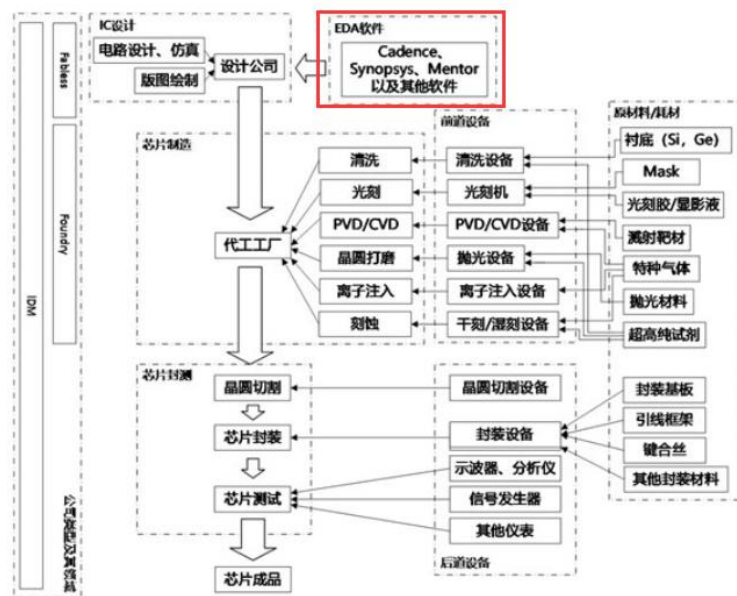 IC设计
EDA软件
Fabless
电路设计、仿真
版图绘制
设计公司
Cadence、
Synopsys、Mentor
以及其他软件
芯片制造
前道设备
原材料/耗材
Foundry
IDM
代工工厂
清洗
清洗设备
衬底(Si,Ge)
光刻
光刻机
Mask
光刻胶/显影液
PVD/CVD
PVD/CVD设备
溅射靶材
晶圆打磨
抛光设备
特种气体
离子注入
离子注入设备
抛光材料
刻蚀
干刻/湿刻设备
超高纯试剂
芯片封测
晶圆切割
晶圆切割设备
封装基板
芯片封装
封装设备
引线框架
键合丝
芯片测试
示波器、分析仪
其他封装材料
信号发生器
其他仪表
芯片成品
后道设备